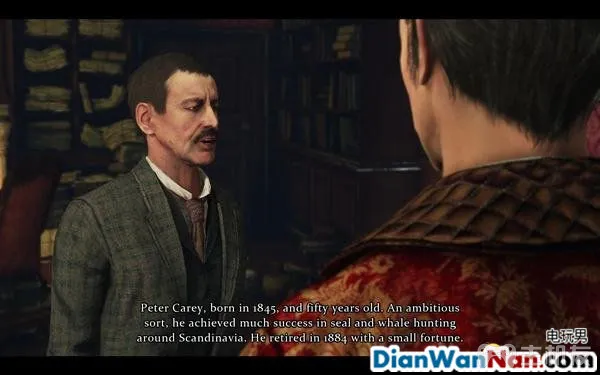 Peter Carey, born in 1845, and fifty years old. An ambitious
sort, he achieved much success in seal and whale hunting
around Scandinavia. He retired in 1884 with a small fortune.
电玩男
DianWanNan.com